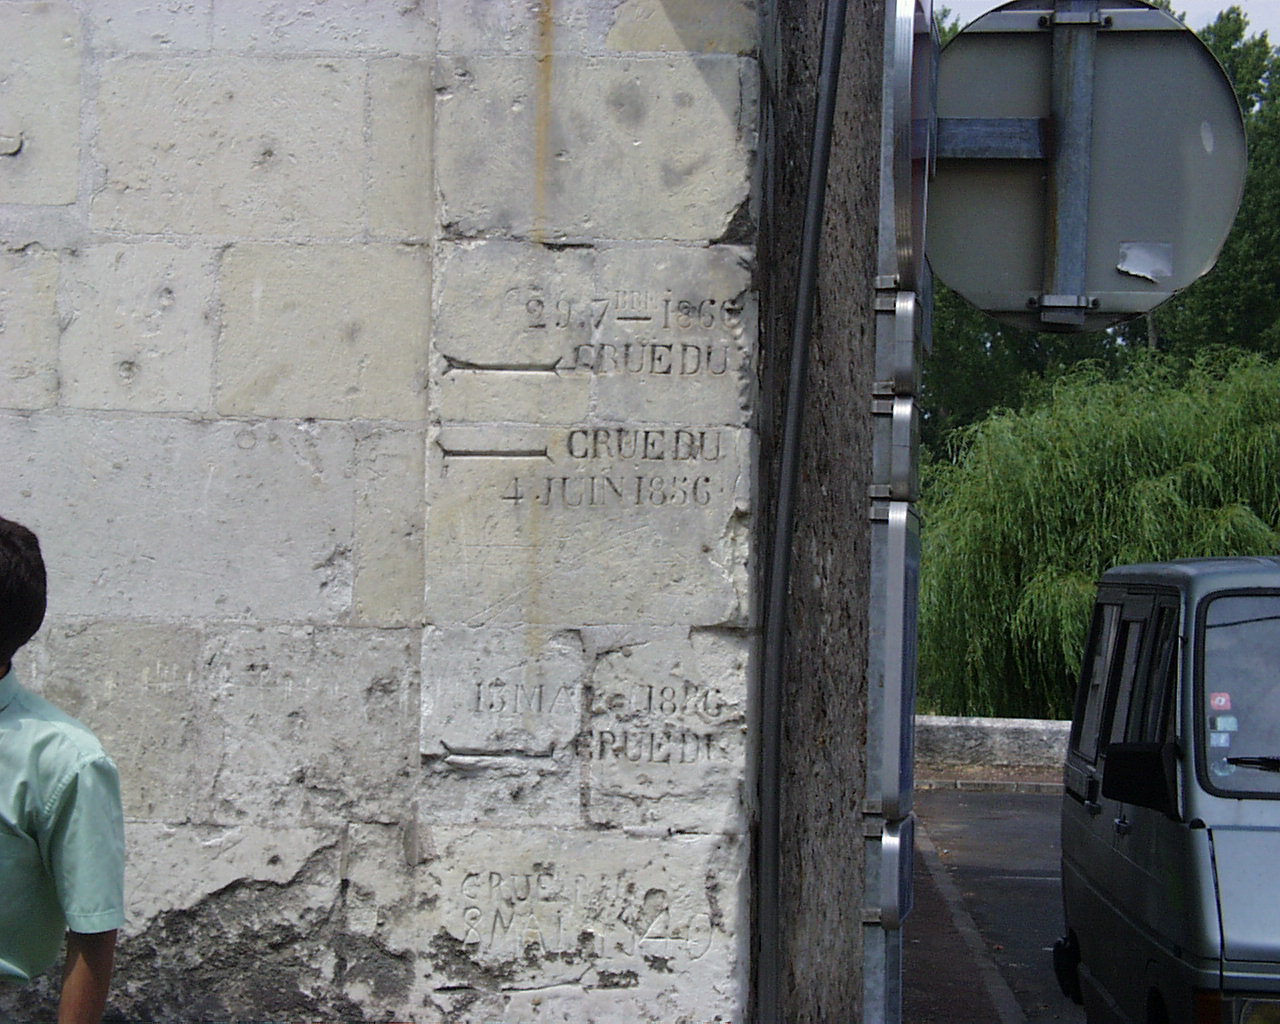 29 7BRE 1866
CRUE DU
CRUE DU
4 JUIN 1856
13 MAI 1836
CRUE DU
CRUE DU
8 MAI 1849